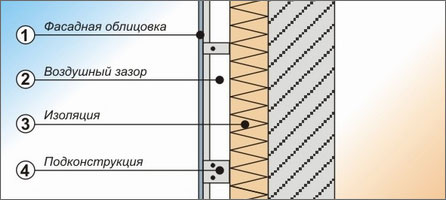 1 Фасадная облицовка
2 Воздушный зазор
3 Изоляция
4 Подконструкция